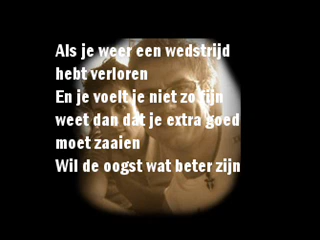 Als je weer een wedstrijd
hebt verloren
En je voelt je niet zo fijn
weet dan dat je extra goed
moet zaaien
Wil de oogst wat beter zijn